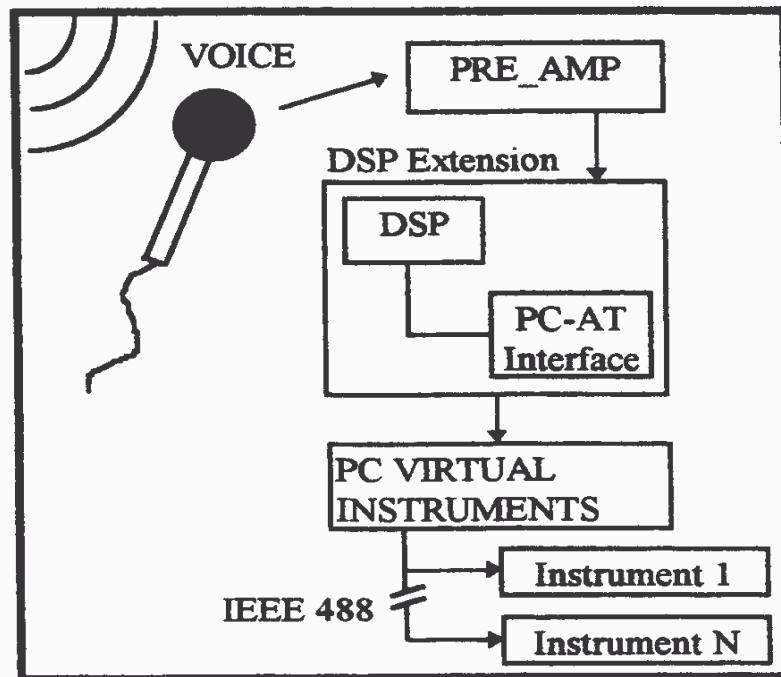 VOICE
PRE_AMP
DSP Extension
DSP
PC-AT
Interface
PC VIRTUAL
INSTRUMENTS
Instrument 1
IEEE 488
Instrument N